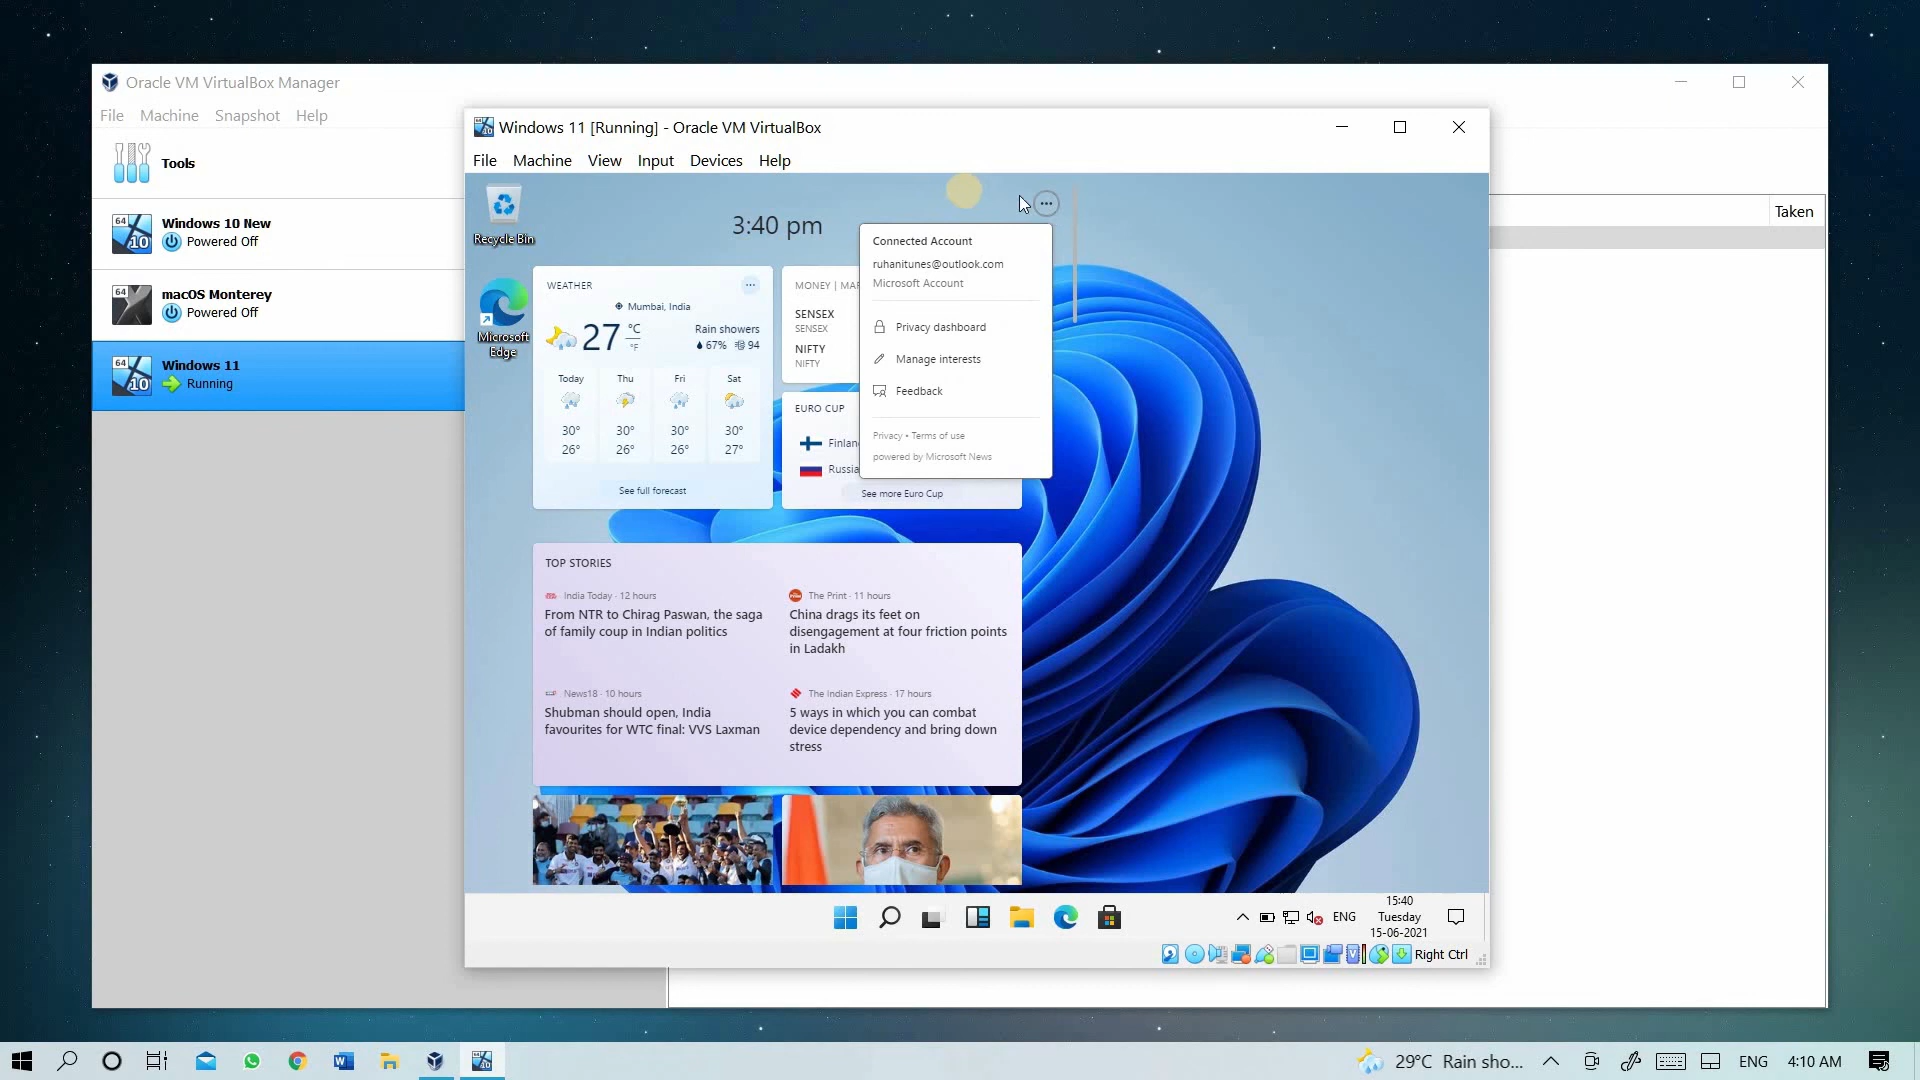 Oracle VM VirtualBox Manager
File Machine Snapshot Help
Tools
64
10
Windows 10 New
Powered Off
64
macOS Monterey
Powered Off
64
10
Windows 11
Running
Taken
Windows 11 [Running] - Oracle VM VirtualBox
File Machine View Input Devices Help
Recycle Bin
Microsoft
Edge
3:40 pm
WEATHER
Mumbai, India
27 °C
°F
Rain showers
67% 94
Today Thu Fri Sat
30° 30° 30° 30°
26° 26° 26° 27°
See full forecast
MONEY | MAR
SENSEX
SENSEX
NIFTY
NIFTY
EURO CUP
Finlan
Russia
See more Euro Cup
Connected Account
ruhanitunes@outlook.com
Microsoft Account
Privacy dashboard
Manage interests
Feedback
Privacy • Terms of use
powered by Microsoft News
TOP STORIES
India Today · 12 hours
From NTR to Chirag Paswan, the saga
of family coup in Indian politics
The Print · 11 hours
China drags its feet on
disengagement at four friction points
in Ladakh
News18 · 10 hours
Shubman should open, India
favourites for WTC final: VVS Laxman
The Indian Express · 17 hours
5 ways in which you can combat
device dependency and bring down
stress
ENG
15:40
Tuesday
15-06-2021
Right Ctrl
29°C Rain sho...
ENG
4:10 AM